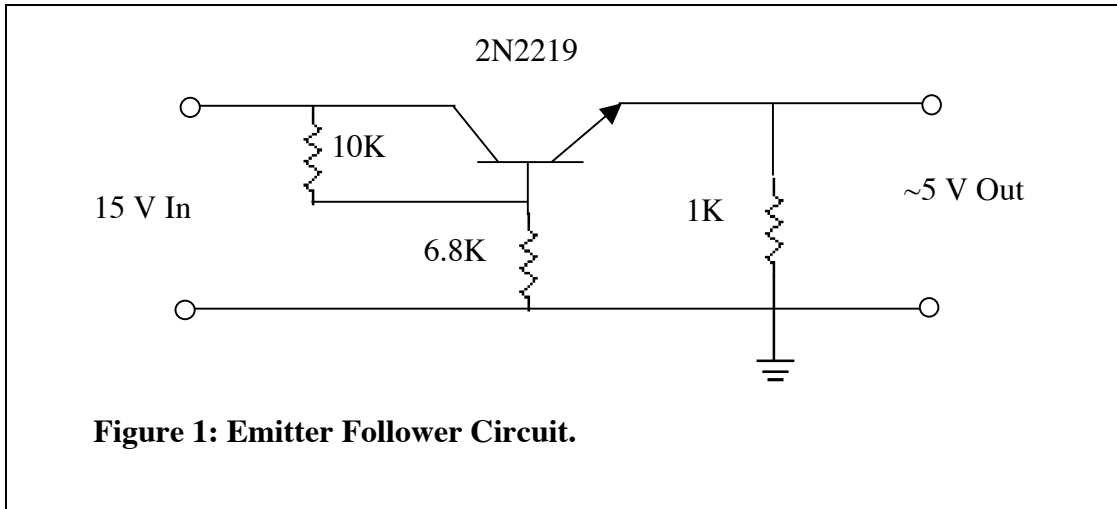 2N2219
10K
15 V In
1K
~5 V Out
6.8K
Figure 1: Emitter Follower Circuit.